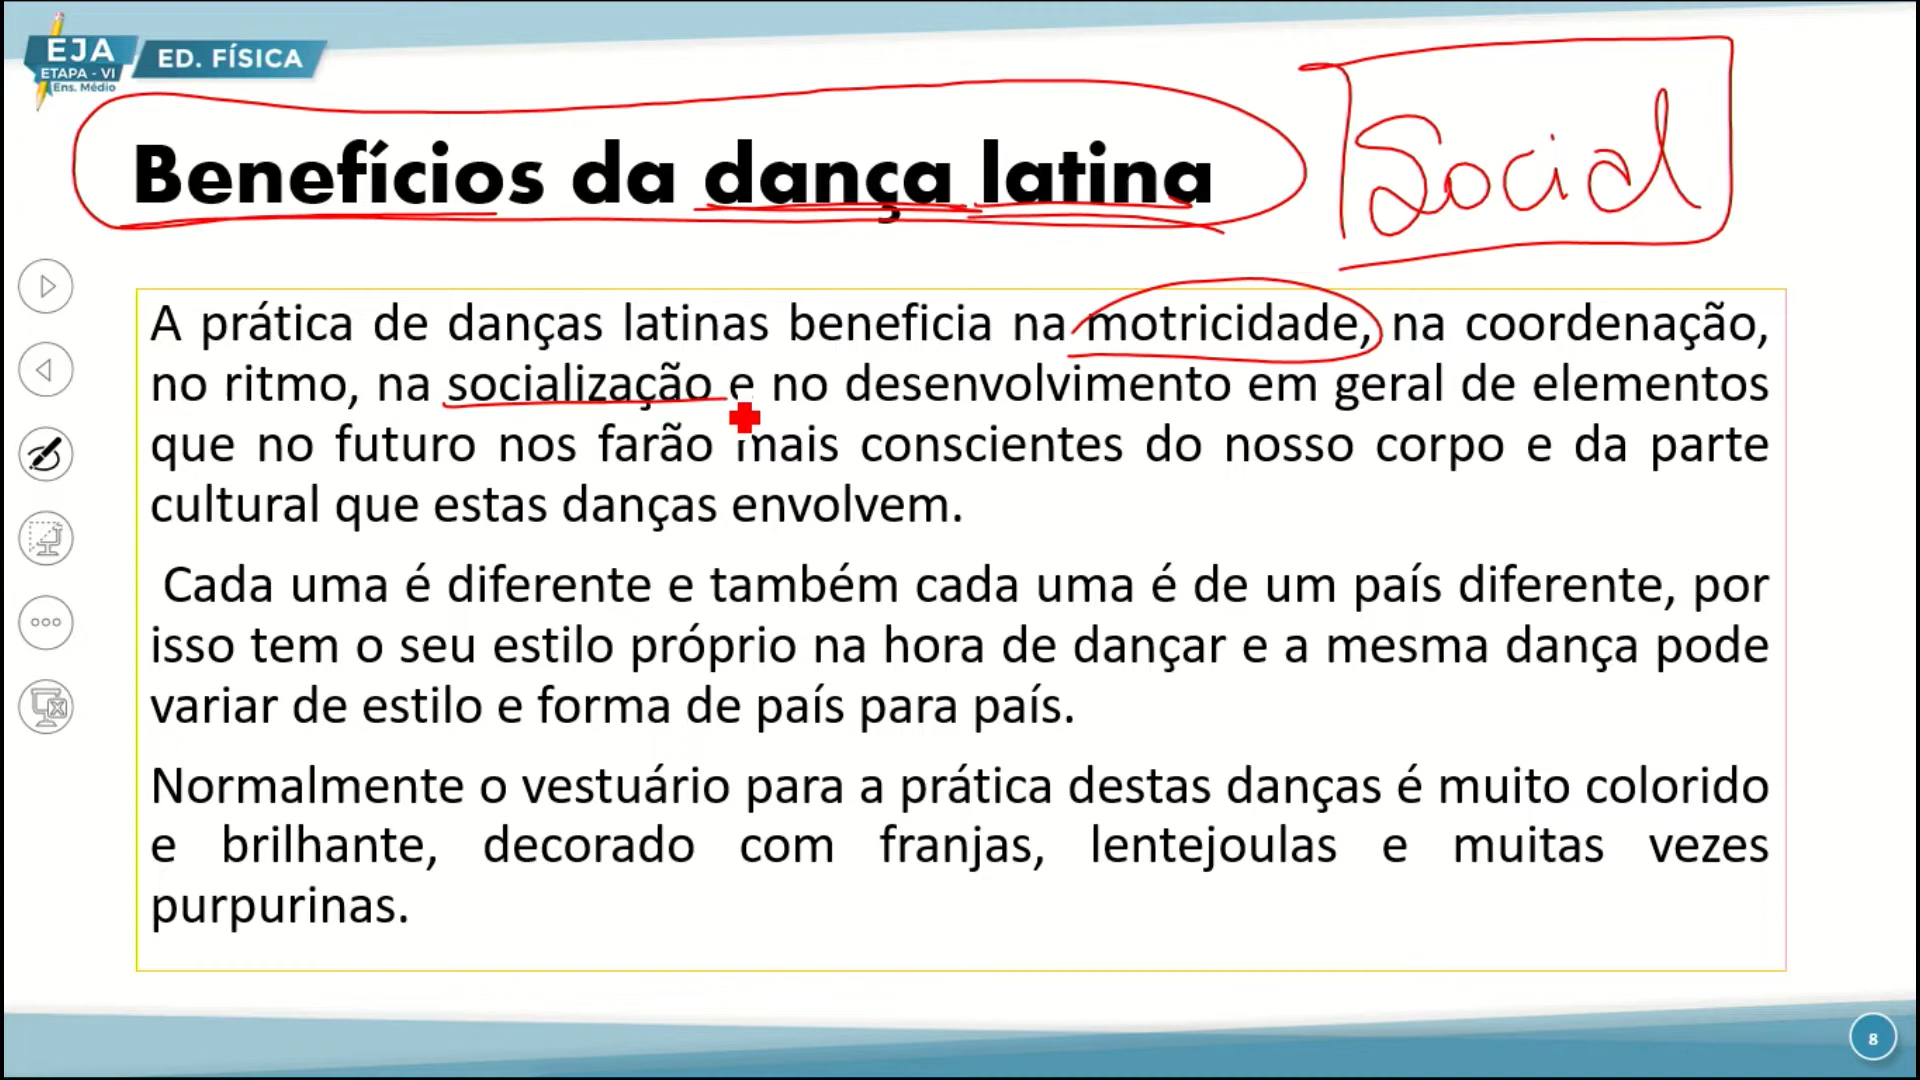 EJA
ETAPA - VI
Ens. Médio
ED. FÍSICA
Benefícios da dança latina
Social
A prática de danças latinas beneficia na motricidade, na coordenação,
no ritmo, na socialização e no desenvolvimento em geral de elementos
que no futuro nos farão mais conscientes do nosso corpo e da parte
cultural que estas danças envolvem.
Cada uma é diferente e também cada uma é de um país diferente, por
isso tem o seu estilo próprio na hora de dançar e a mesma dança pode
variar de estilo e forma de país para país.
Normalmente o vestuário para a prática destas danças é muito colorido
e brilhante, decorado com franjas, lentejoulas e muitas vezes
purpurinas.
8